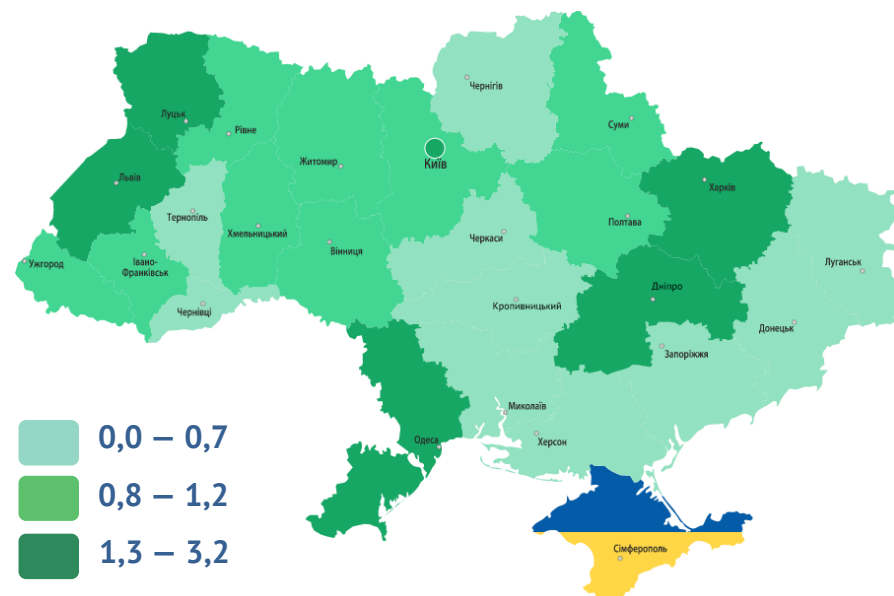 Чернігів
Луцьк
Рівне
Суми
Київ
Житомир
Львів
Харків
Тернопіль
Полтава
Хмельницький
Черкаси
Вінниця
Ужгород
Івано-
Франківськ
Луганськ
Дніпро
Чернівці
Кропивницький
Донецьк
Запоріжжя
Миколаїв
Херсон
Одеса
0,0 – 0,7
0,8 – 1,2
1,3 – 3,2
Сімферополь